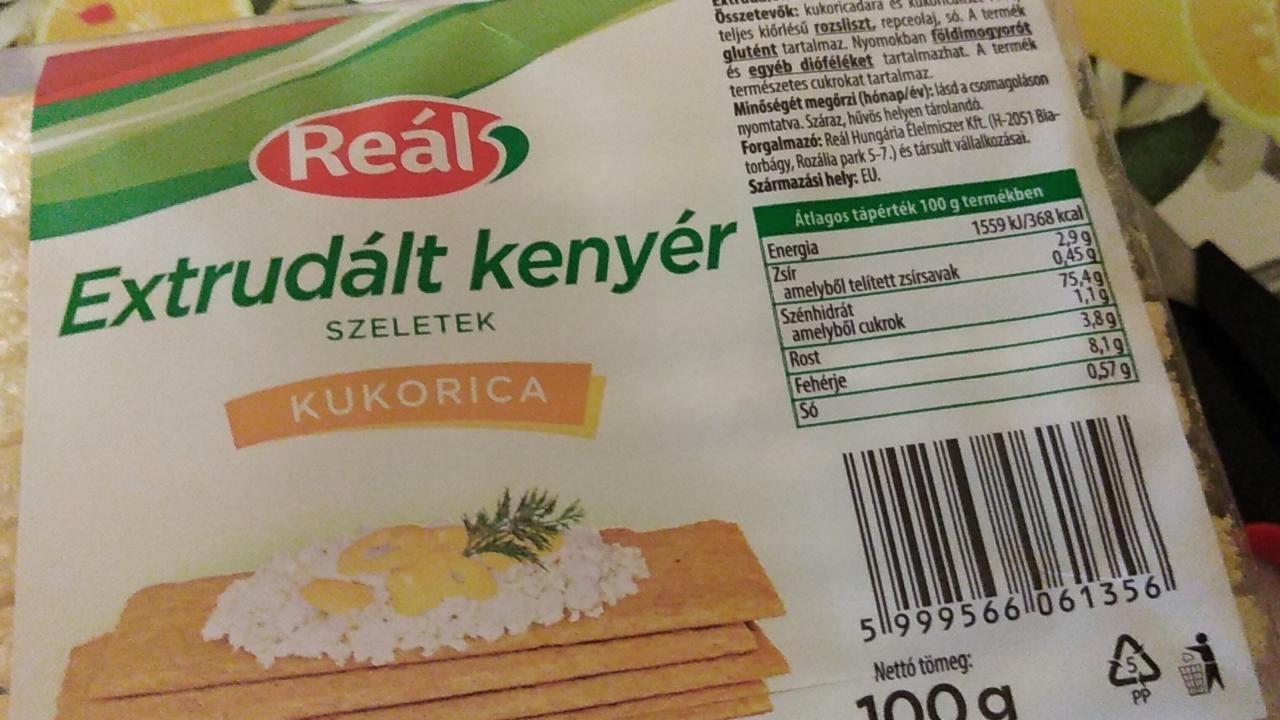 Reál
Extrudált kenyér
SZELETEK
KUKORICA
Összetevők: kukoricadara és
teljes kiőrlésű rozsliszt, repceolaj, só. A termék
glutént tartalmaz. Nyomokban földimogyorót
és egyéb dióféléket tartalmazhat. A termék
természetes cukrokat tartalmaz.
Minőségét megőrzi (hónap/év): lásd a csomagoláson
nyomtatva. Száraz, hűvös helyen tárolandó.
Forgalmazó: Reál Hungária Élelmiszer Kft. (H-2051 Bia-
torbágy, Rozália park 5-7.) és társult vállalkozásai.
Származási hely: EU.
Átlagos tápérték 100 g termékben
Energia 1559 kJ/368 kcal
Zsír 2,9 g
amelyből telített zsírsavak 0,45 g
Szénhidrát 75,4 g
amelyből cukrok 1,1 g
Rost 3,8 g
Fehérje 8,1 g
Só 0,57 g
5 999566 061356
Nettó tömeg:
100 g
5
PP